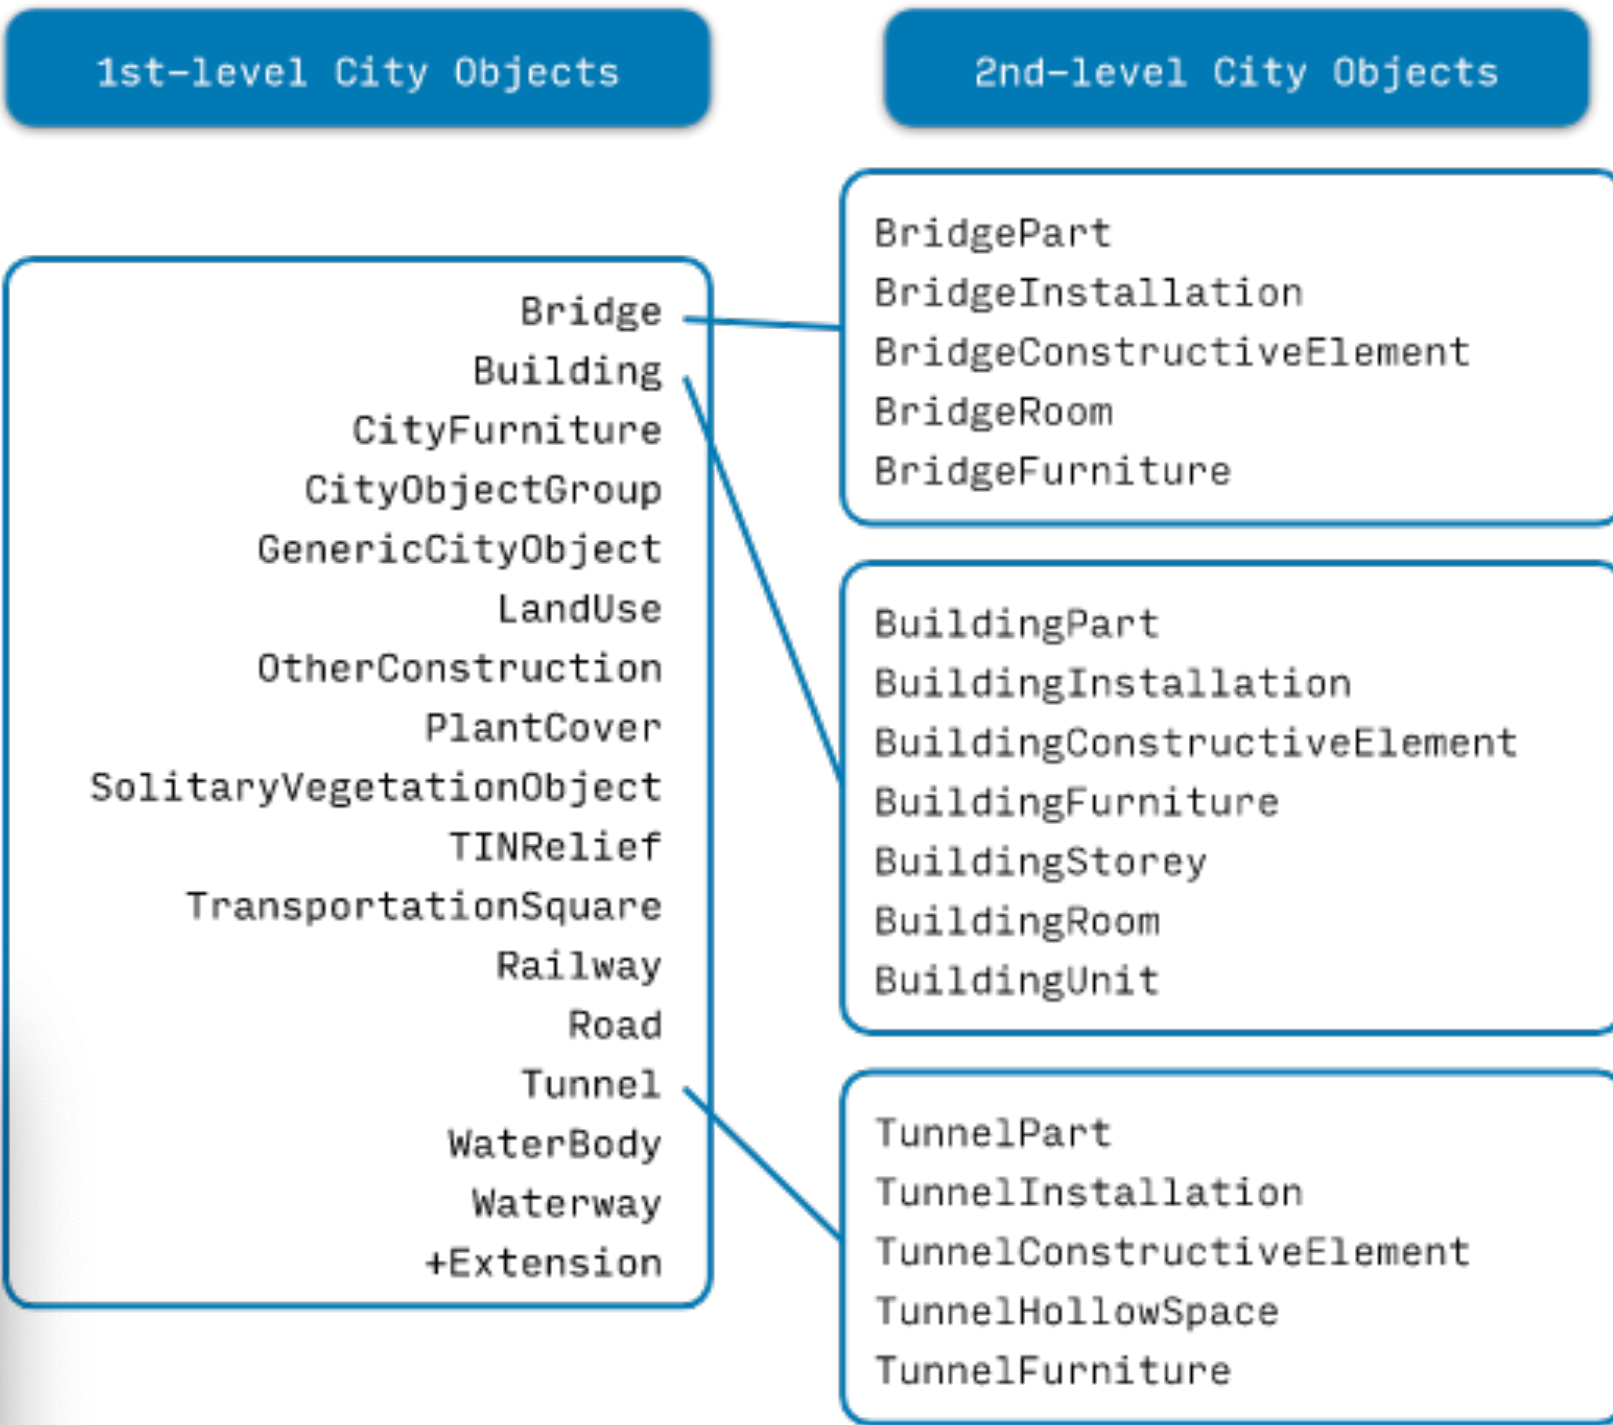 1st-level City Objects
2nd-level City Objects
Bridge
Building
CityFurniture
CityObjectGroup
GenericCityObject
LandUse
OtherConstruction
PlantCover
SolitaryVegetationObject
TINRelief
TransportationSquare
Railway
Road
Tunnel
WaterBody
Waterway
+Extension
BridgePart
BridgeInstallation
BridgeConstructiveElement
BridgeRoom
BridgeFurniture
BuildingPart
BuildingInstallation
BuildingConstructiveElement
BuildingFurniture
BuildingStorey
BuildingRoom
BuildingUnit
TunnelPart
TunnelInstallation
TunnelConstructiveElement
TunnelHollowSpace
TunnelFurniture